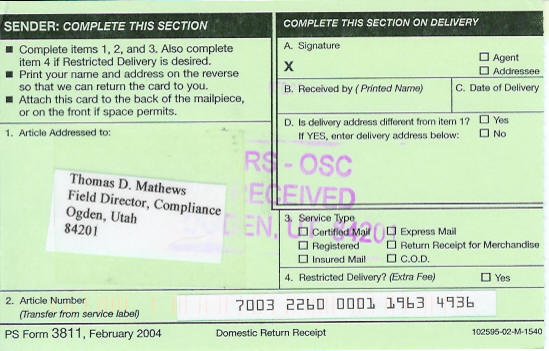 SENDER: COMPLETE THIS SECTION
■ Complete items 1, 2, and 3. Also complete
item 4 if Restricted Delivery is desired.
■ Print your name and address on the reverse
so that we can return the card to you.
■ Attach this card to the back of the mailpiece,
or on the front if space permits.
1. Article Addressed to:
Thomas D. Mathews
Field Director, Compliance
Ogden, Utah
84201
COMPLETE THIS SECTION ON DELIVERY
A. Signature
X
☐ Agent
☐ Addressee
B. Received by (Printed Name)
C. Date of Delivery
D. Is delivery address different from item 1? ☐ Yes
If YES, enter delivery address below: ☐ No
RS - OSC
RECEIVED
OGDEN, UT 84201
3. Service Type
☐ Certified Mail ☐ Express Mail
☐ Registered ☐ Return Receipt for Merchandise
☐ Insured Mail ☐ C.O.D.
4. Restricted Delivery? (Extra Fee) ☐ Yes
2. Article Number
(Transfer from service label)
7003 2260 0001 1963 4936
PS Form 3811, February 2004
Domestic Return Receipt
102595-02-M-1540